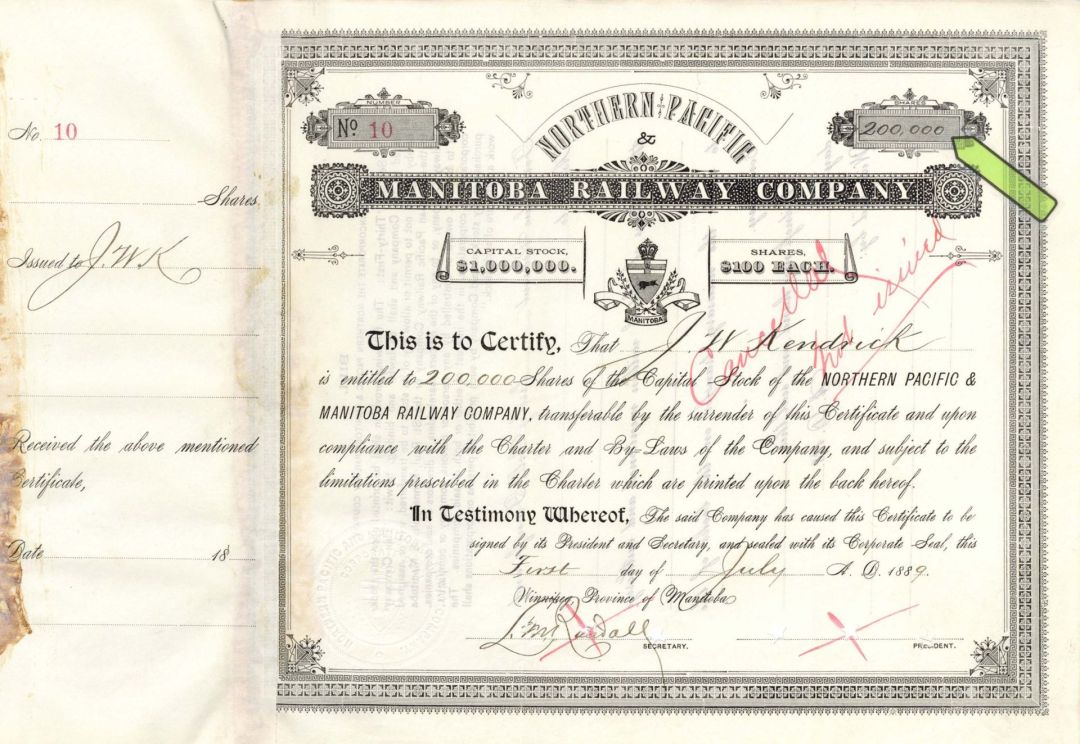 No. 10
Shares,
Issued to J. W. K
Received the above mentioned
Certificate,
Date 18
NUMBER
No 10
SHARES
200,000
NORTHERN PACIFIC
&
MANITOBA RAILWAY COMPANY
CAPITAL STOCK,
$1,000,000.
SHARES,
$100 EACH.
MANITOBA
Cancelled
not issued
This is to Certify, That J W Kendrick
is entitled to 200,000 Shares of the Capital Stock of the NORTHERN PACIFIC &
MANITOBA RAILWAY COMPANY, transferable by the surrender of this Certificate and upon
compliance with the Charter and By-Laws of the Company, and subject to the
limitations prescribed in the Charter which are printed upon the back hereof.
In Testimony Whereof, The said Company has caused this Certificate to be
signed by its President and Secretary, and sealed with its Corporate Seal, this
First day of July A. D. 1889.
Winnipeg Province of Manitoba
SECRETARY.
PRESIDENT.